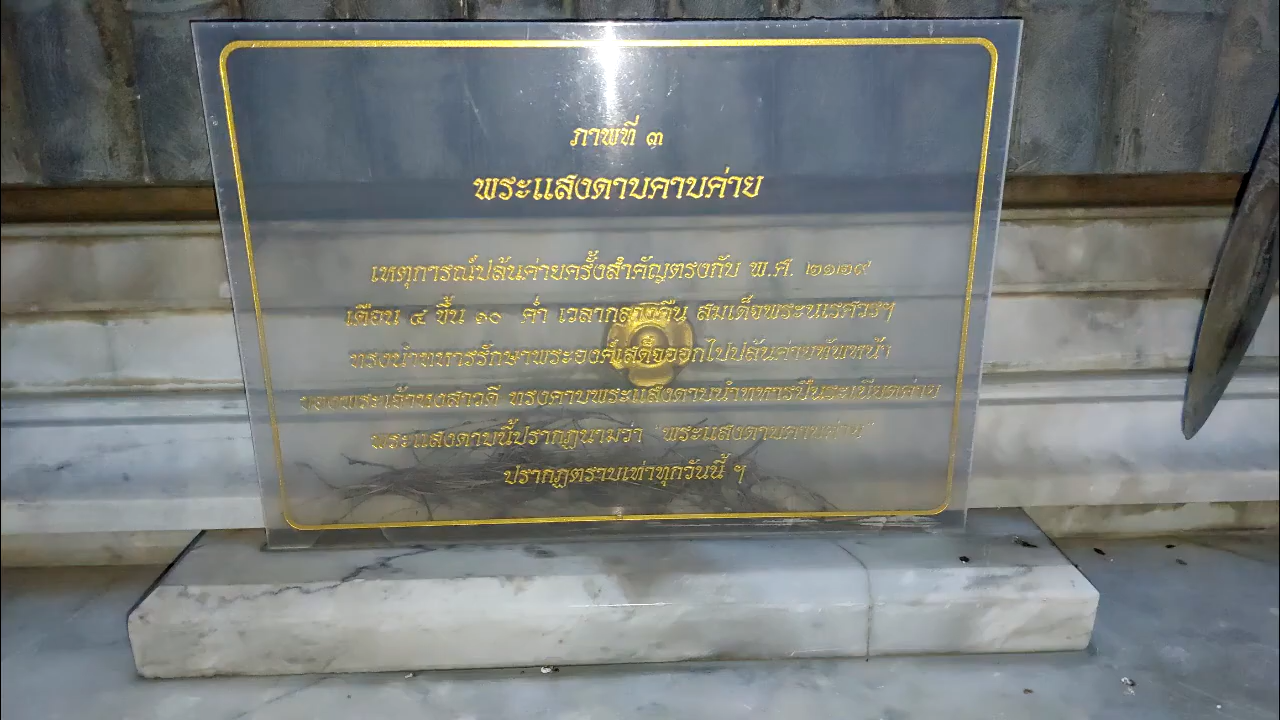 ภาพที่ ๓
พระแสงดาบคาบค่าย
เหตุการณ์ปล้นค่ายครั้งสำคัญตรงกับ พ.ศ. ๒๑๒๙
เดือน ๔ ขึ้น ๑๐ ค่ำ เวลากลางคืน สมเด็จพระนเรศวรฯ
ทรงนำทหารรักษาพระองค์เสด็จออกไปปล้นค่ายทัพหน้า
ของพระเจ้าหงสาวดี ทรงคาบพระแสงดาบนำทหารปีนระเนียดค่าย
พระแสงดาบนี้ปรากฏนามว่า "พระแสงดาบคาบค่าย"
ปรากฏตราบเท่าทุกวันนี้ ฯ